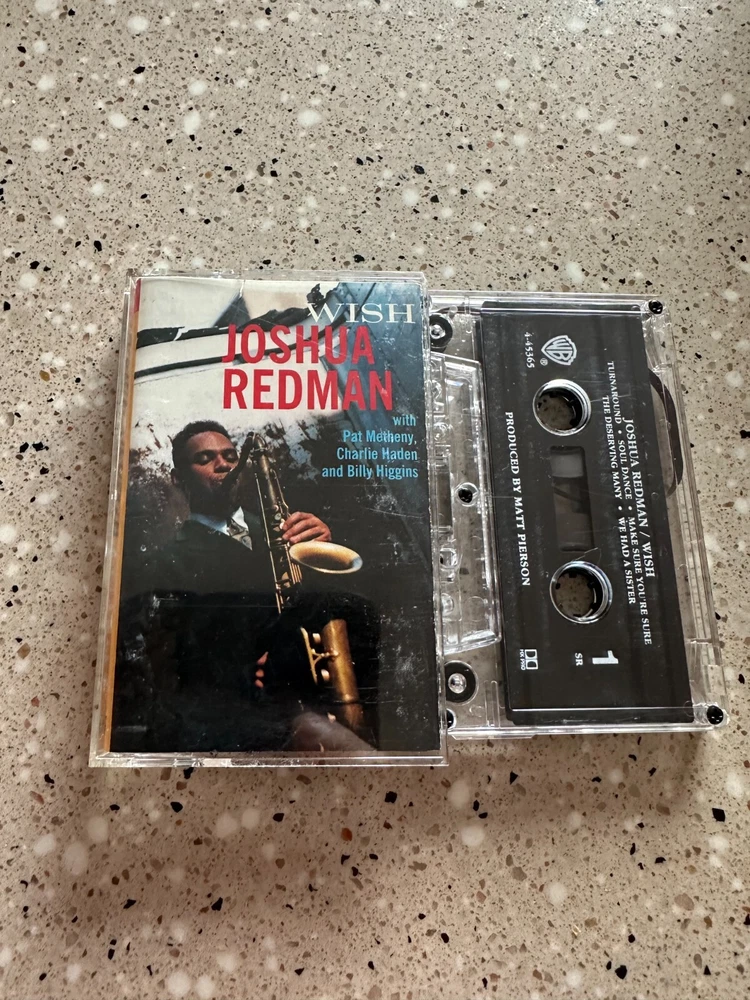 WISH
JOSHUA
REDMAN
with
Pat Metheny,
Charlie Haden
and Billy Higgins
JOSHUA REDMAN / WISH
TURNAROUND • SOUL DANCE • MAKE SURE YOU'RE SURE
THE DESERVING MANY • WE HAD A SISTER
WB
4-45365
1
SR
PRODUCED BY MATT PIERSON